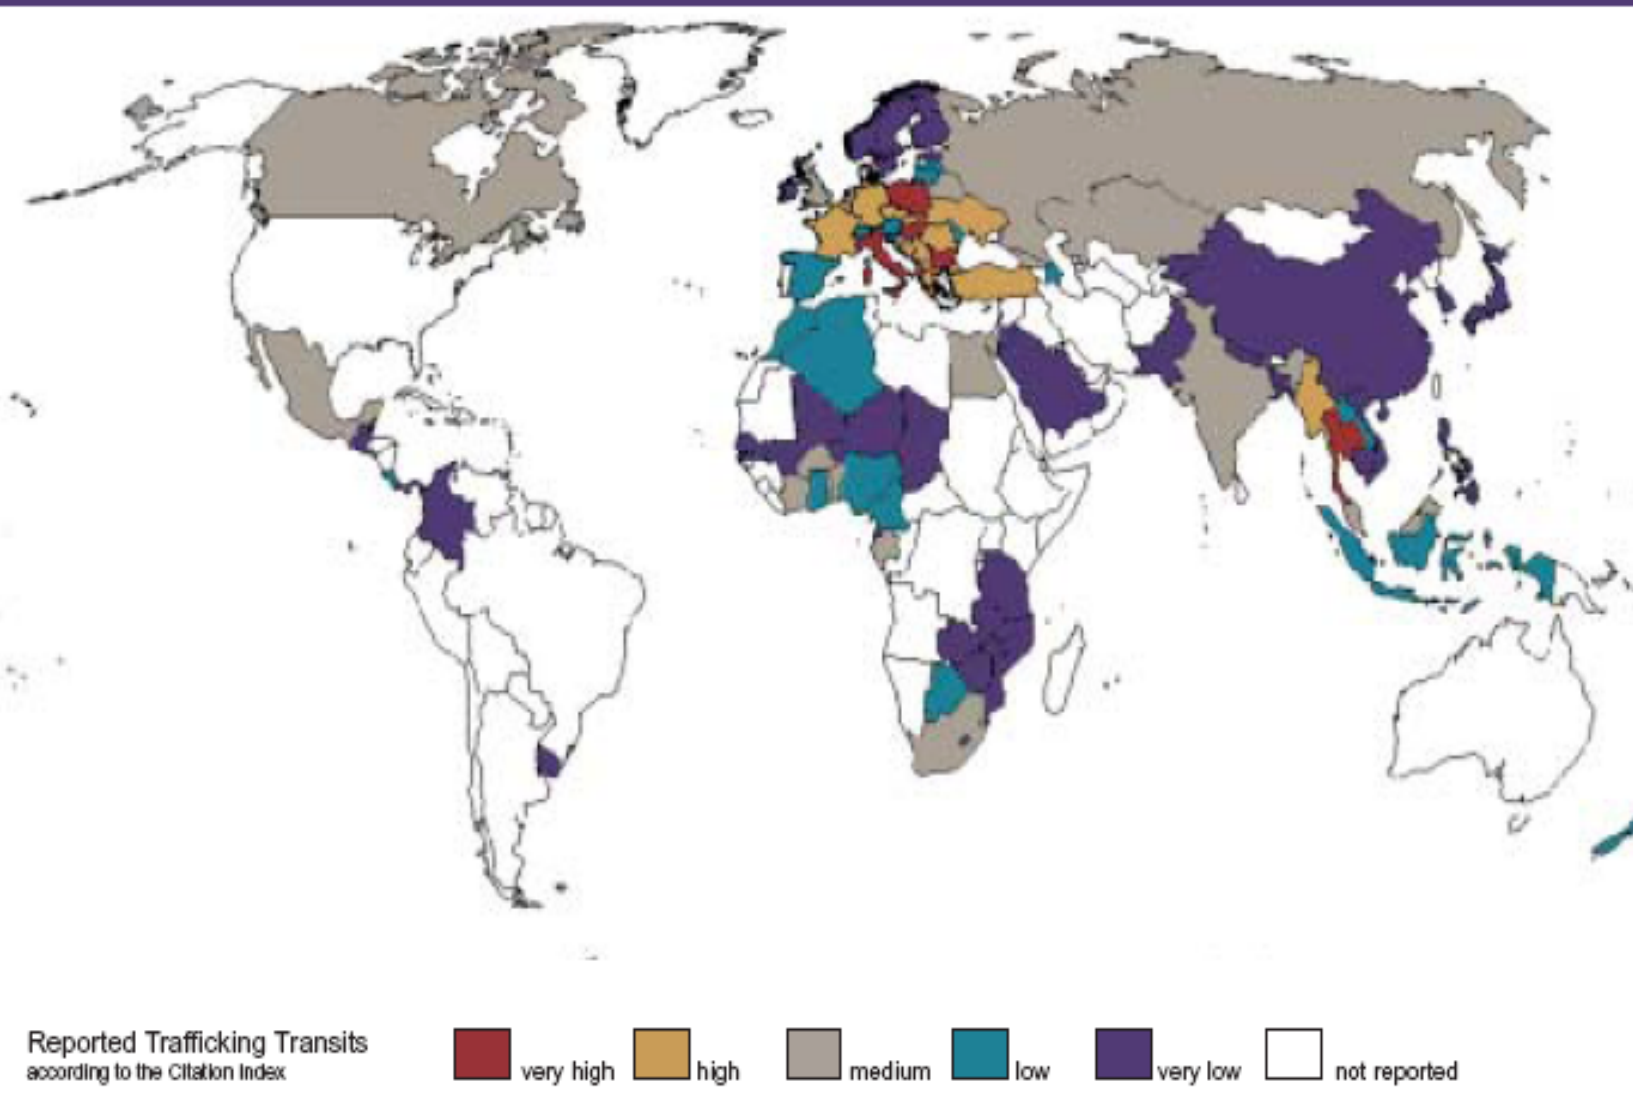 Reported Trafficking Transits
according to the Citation Index
very high
high
medium
low
very low
not reported